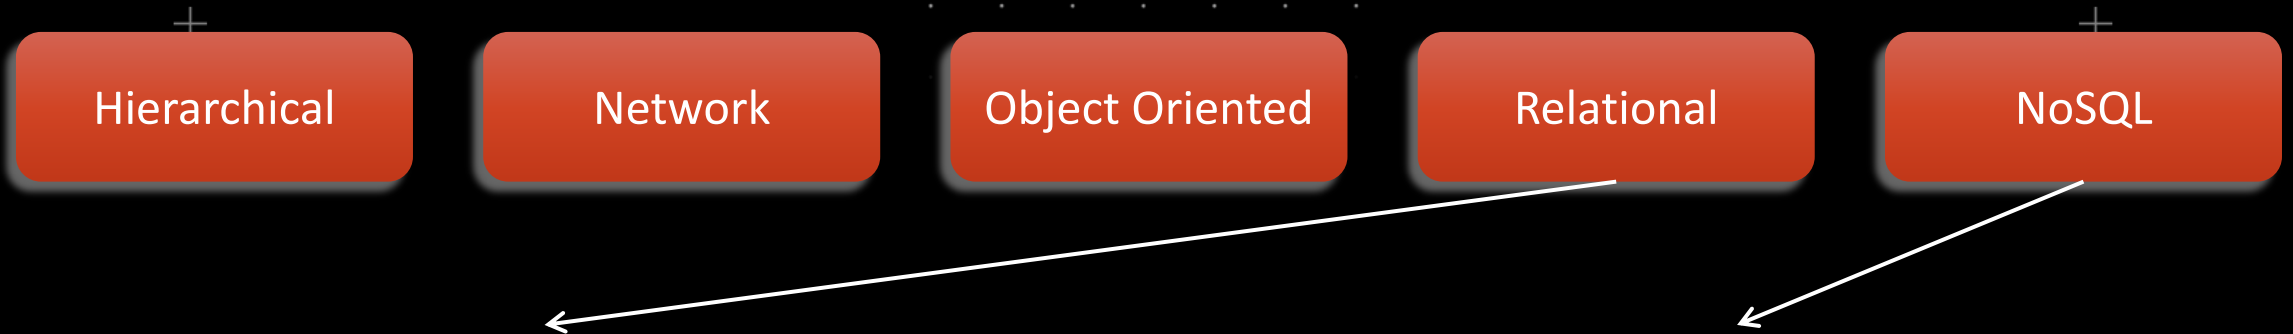 Hierarchical
Network
Object Oriented
Relational
NoSQL